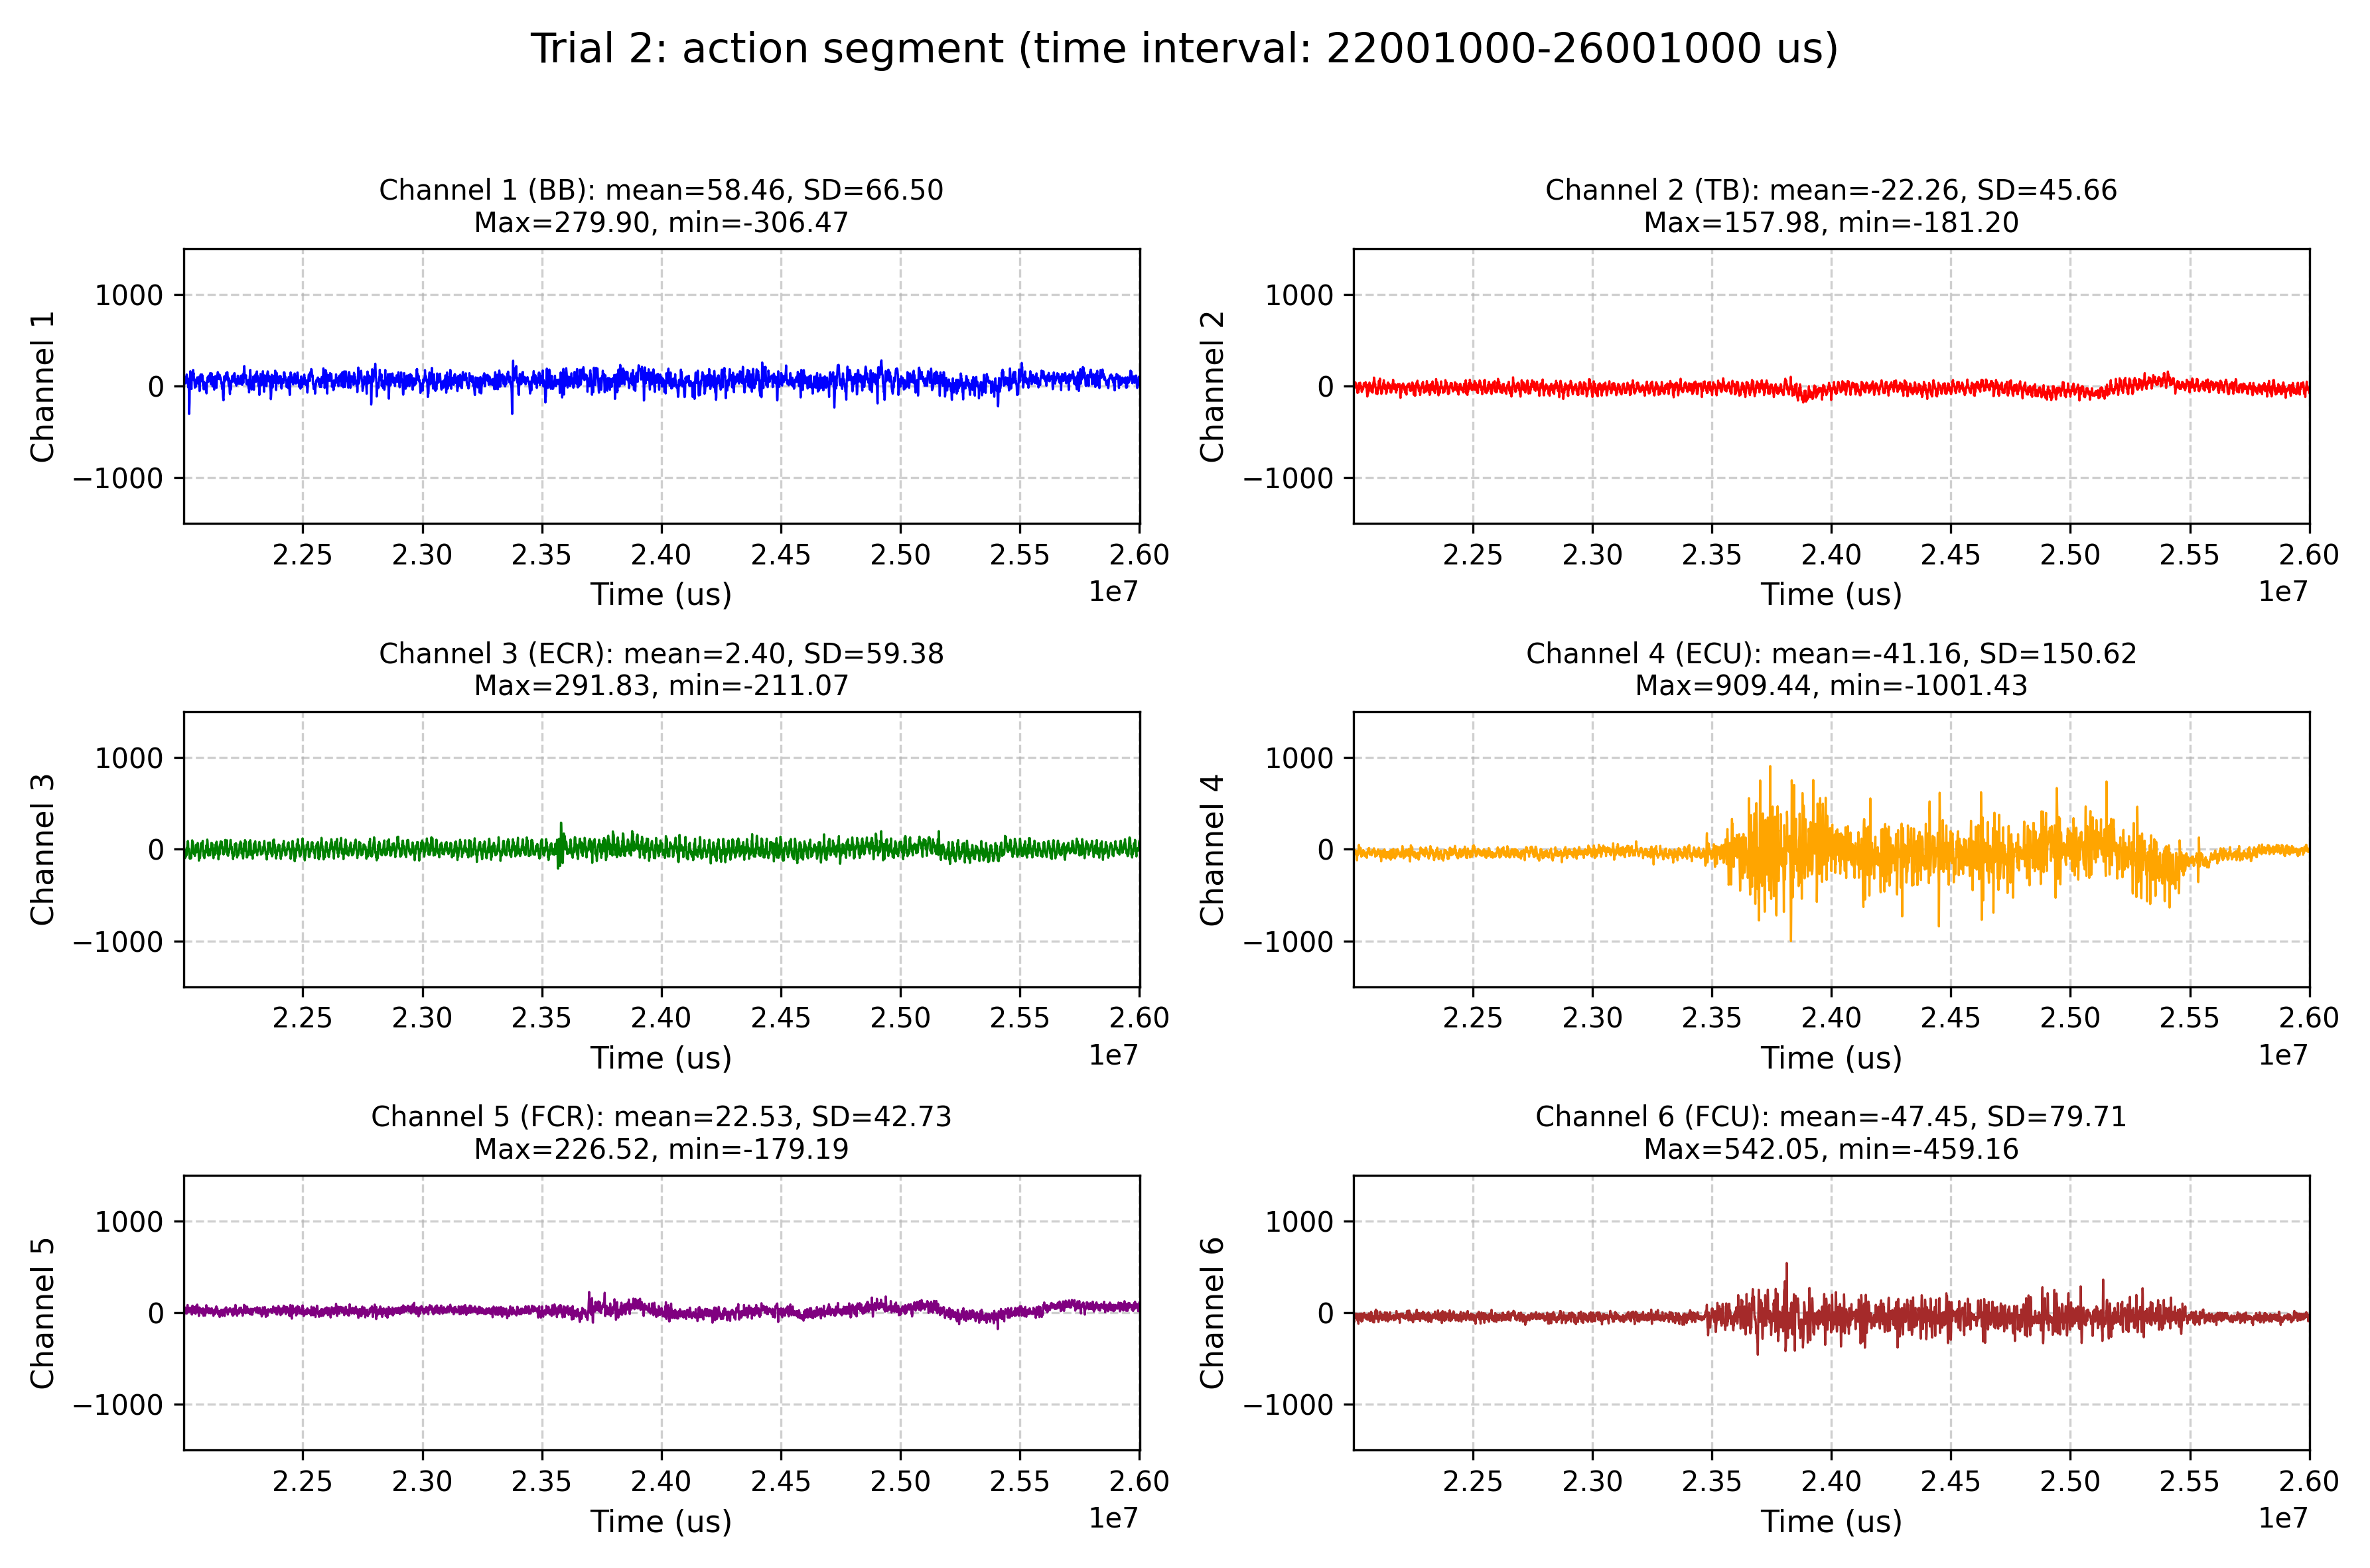 Trial 2: action segment (time interval: 22001000-26001000 us)
Channel 1 (BB): mean=58.46, SD=66.50
Max=279.90, min=-306.47
Channel 1
1000
0
−1000
2.25 2.30 2.35 2.40 2.45 2.50 2.55 2.60
1e7
Time (us)
Channel 2 (TB): mean=-22.26, SD=45.66
Max=157.98, min=-181.20
Channel 2
1000
0
−1000
2.25 2.30 2.35 2.40 2.45 2.50 2.55 2.60
1e7
Time (us)
Channel 3 (ECR): mean=2.40, SD=59.38
Max=291.83, min=-211.07
Channel 3
1000
0
−1000
2.25 2.30 2.35 2.40 2.45 2.50 2.55 2.60
1e7
Time (us)
Channel 4 (ECU): mean=-41.16, SD=150.62
Max=909.44, min=-1001.43
Channel 4
1000
0
−1000
2.25 2.30 2.35 2.40 2.45 2.50 2.55 2.60
1e7
Time (us)
Channel 5 (FCR): mean=22.53, SD=42.73
Max=226.52, min=-179.19
Channel 5
1000
0
−1000
2.25 2.30 2.35 2.40 2.45 2.50 2.55 2.60
1e7
Time (us)
Channel 6 (FCU): mean=-47.45, SD=79.71
Max=542.05, min=-459.16
Channel 6
1000
0
−1000
2.25 2.30 2.35 2.40 2.45 2.50 2.55 2.60
1e7
Time (us)